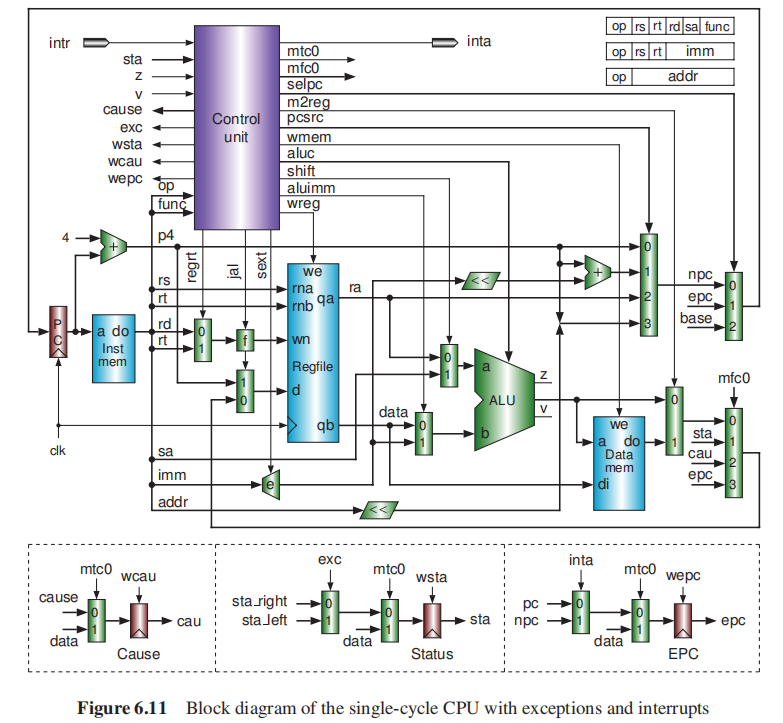 intr
inta
op rs rt rd sa func
op rs rt imm
op addr
sta
z
v
cause
exc
wsta
wcau
wepc
op
func
Control
unit
mtc0
mfc0
selpc
m2reg
pcsrc
wmem
aluc
shift
aluimm
wreg
4
+
p4
regrt
jal
sext
rs
rt
rd
rt
0
1
f
1
0
we
rna
rnb
qa
wn
Regfile
d
qb
ra
<<
+
0
1
2
3
npc
epc
base
0
1
2
PC
a do
Inst
mem
clk
0
1
data
0
1
a
ALU
b
z
v
we
a do
Data
mem
di
0
1
mfc0
sta
cau
epc
0
1
2
3
sa
imm
e
addr
<<
mtc0
wcau
cause
data
0
1
cau
Cause
exc
sta_right
sta_left
0
1
mtc0
wsta
data
0
1
sta
Status
inta
pc
npc
0
1
mtc0
wepc
data
0
1
epc
EPC
Figure 6.11 Block diagram of the single-cycle CPU with exceptions and interrupts